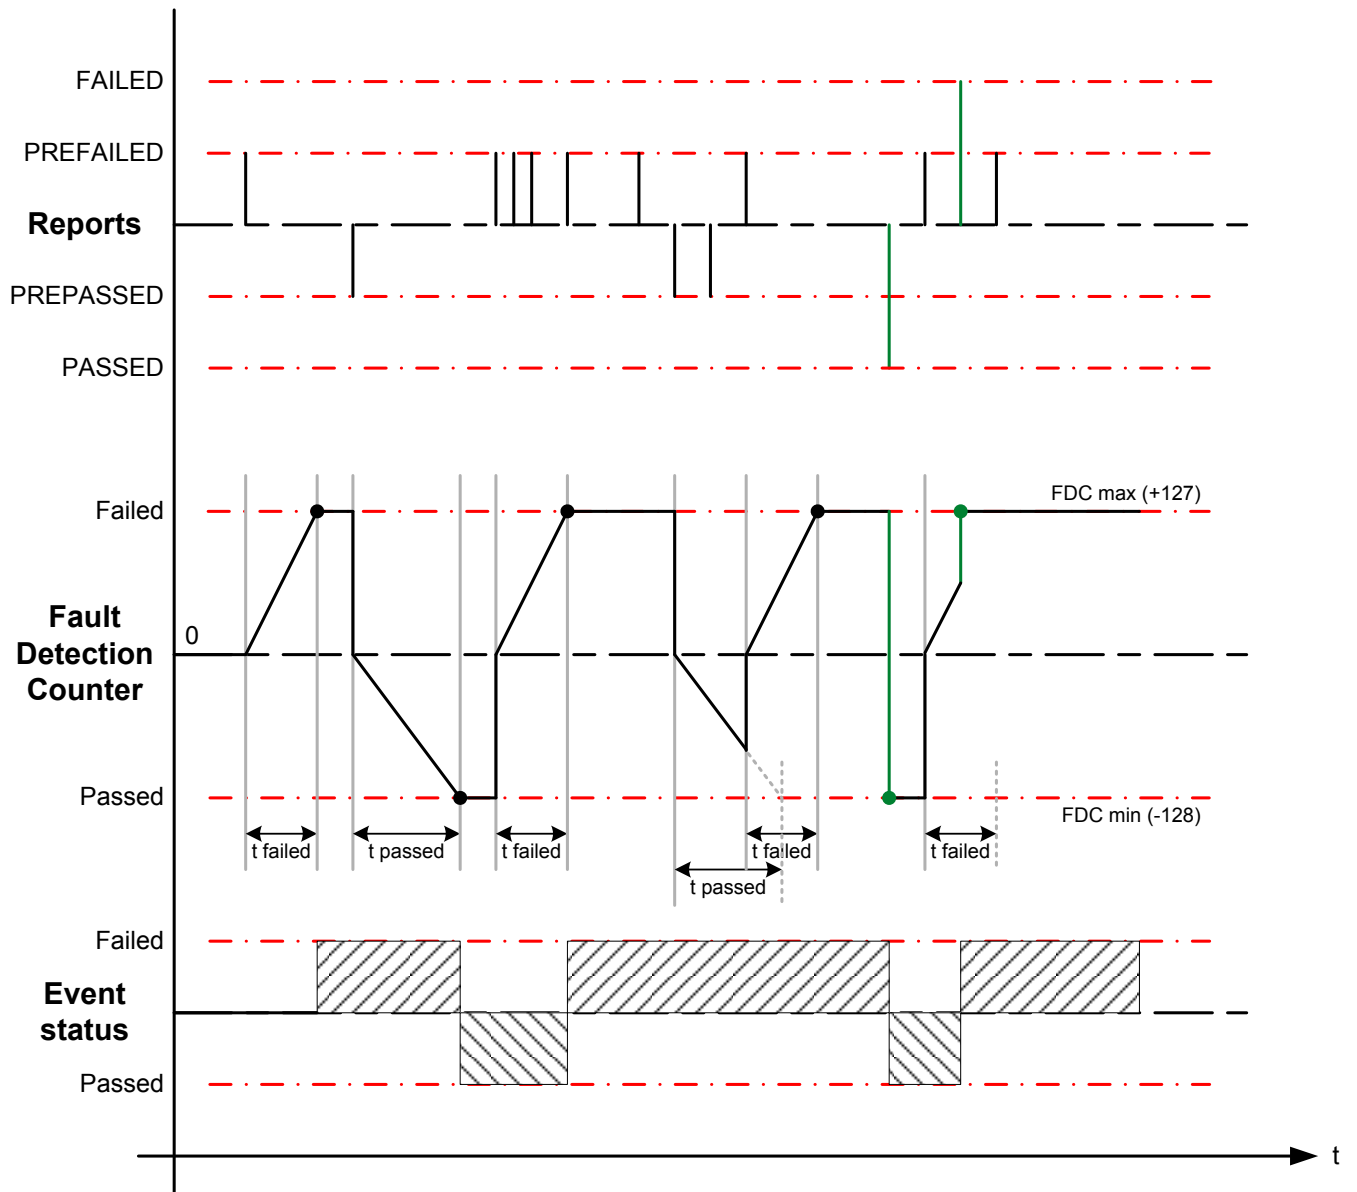 FAILED
PREFAILED
Reports
PREPASSED
PASSED
Failed
FDC max (+127)
0
Fault
Detection
Counter
Passed
FDC min (-128)
t failed
t passed
t failed
t failed
t failed
t passed
Failed
Event
status
Passed
t